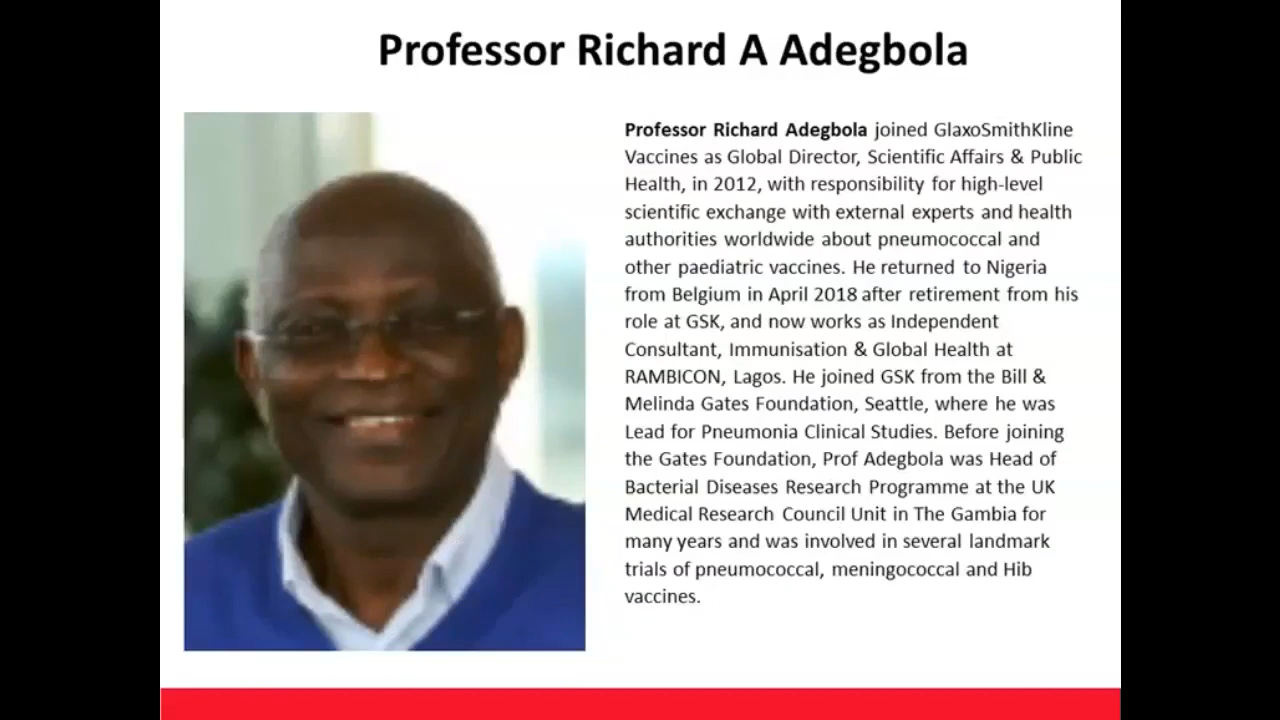 Professor Richard A Adegbola
Professor Richard Adegbola joined GlaxoSmithKline
Vaccines as Global Director, Scientific Affairs & Public
Health, in 2012, with responsibility for high-level
scientific exchange with external experts and health
authorities worldwide about pneumococcal and
other paediatric vaccines. He returned to Nigeria
from Belgium in April 2018 after retirement from his
role at GSK, and now works as Independent
Consultant, Immunisation & Global Health at
RAMBICON, Lagos. He joined GSK from the Bill &
Melinda Gates Foundation, Seattle, where he was
Lead for Pneumonia Clinical Studies. Before joining
the Gates Foundation, Prof Adegbola was Head of
Bacterial Diseases Research Programme at the UK
Medical Research Council Unit in The Gambia for
many years and was involved in several landmark
trials of pneumococcal, meningococcal and Hib
vaccines.